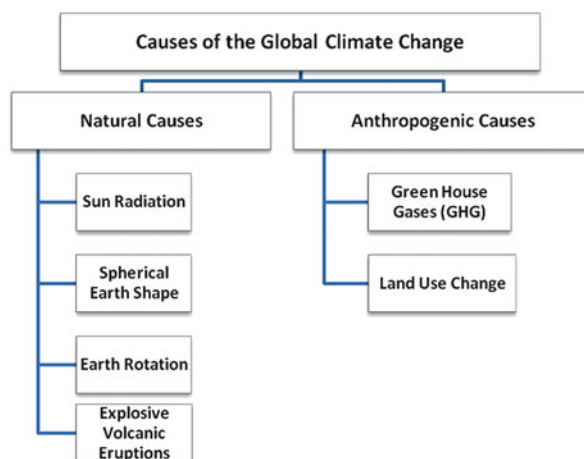 Causes of the Global Climate Change
Natural Causes
Anthropogenic Causes
Sun Radiation
Spherical
Earth Shape
Earth Rotation
Explosive
Volcanic
Eruptions
Green House
Gases (GHG)
Land Use Change